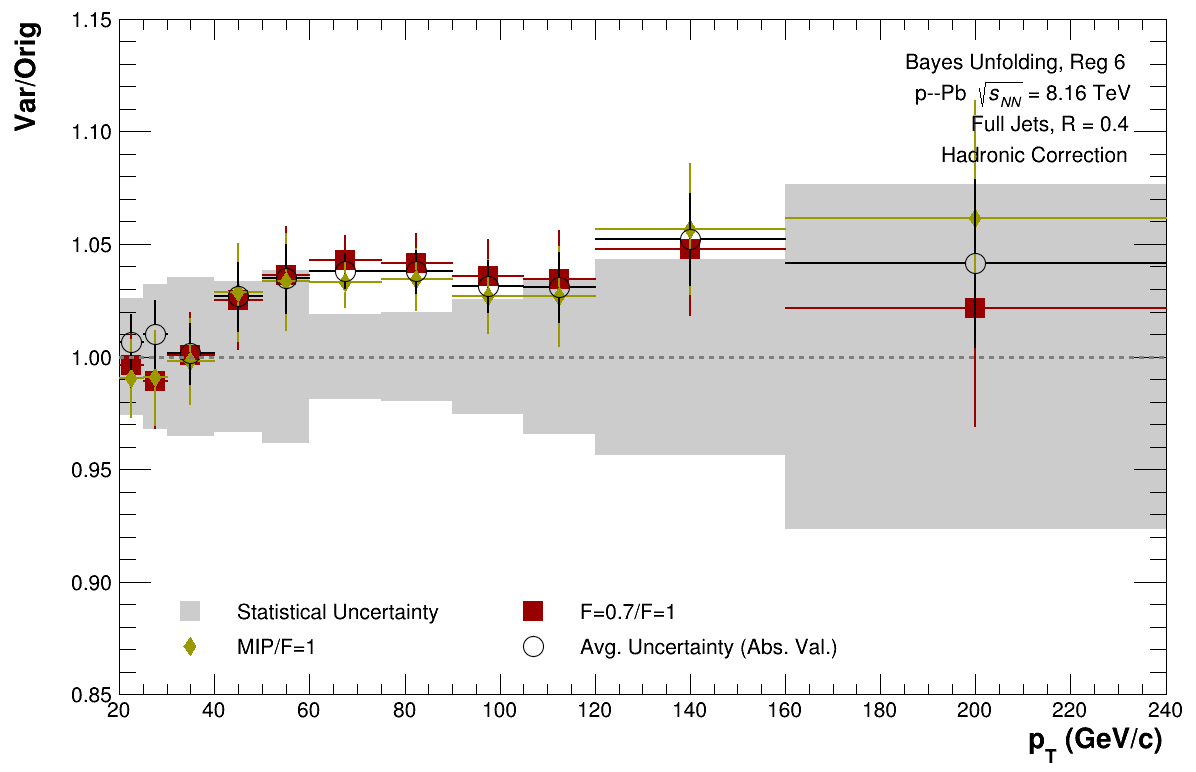 Var/Orig
1.15
1.10
1.05
1.00
0.95
0.90
0.85
Bayes Unfolding, Reg 6
p--Pb √sNN = 8.16 TeV
Full Jets, R = 0.4
Hadronic Correction
Statistical Uncertainty
F=0.7/F=1
MIP/F=1
Avg. Uncertainty (Abs. Val.)
20 40 60 80 100 120 140 160 180 200 220 240
pT (GeV/c)